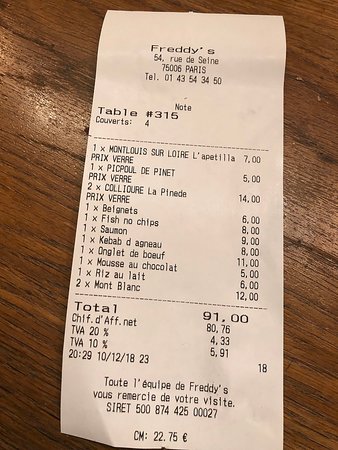 Freddy's
54, rue de Seine
75006 PARIS
Tel. 01 43 54 34 50
Note
Table #315
Couverts: 4
1 x MONTLOUIS SUR LOIRE L'apetilla 7,00
PRIX VERRE
1 x PICPOUL DE PINET 5,00
PRIX VERRE
2 x COLLIOURE La Pinede 14,00
PRIX VERRE
1 x Beignets 6,00
1 x Fish no chips 8,00
1 x Saumon 9,00
1 x Kebab d agneau 8,00
1 x Onglet de boeuf 11,00
1 x Mousse au chocolat 5,00
1 x Riz au lait 6,00
2 x Mont Blanc 12,00
Total 91,00
Chif.d'Aff.net 80,76
TVA 20 % 4,33
TVA 10 % 5,91
20:29 10/12/18 23 18
Toute l'équipe de Freddy's
vous remercie de votre visite.
SIRET 500 874 425 00027
CM: 22.75 €